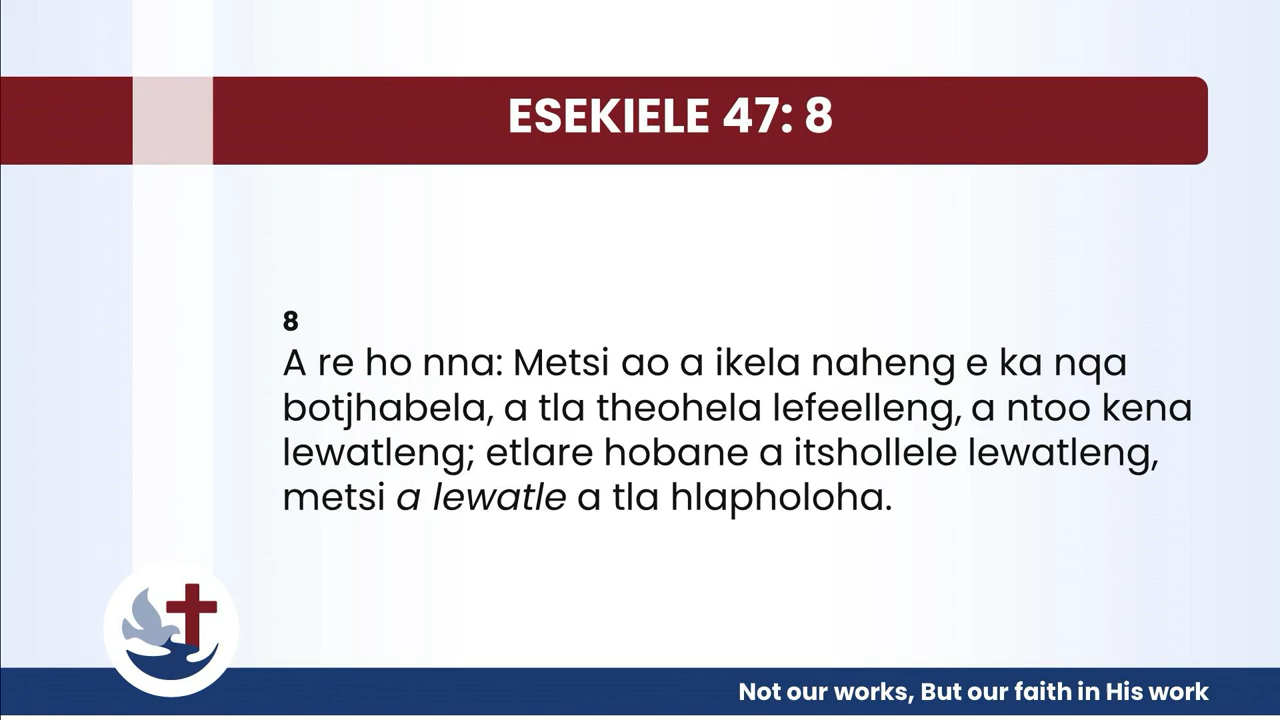 ESEKIELE 47: 8
8
A re ho nna: Metsi ao a ikela naheng e ka nqa
botjhabela, a tla theohela lefeelleng, a ntoo kena
lewatleng; etlare hobane a itshollele lewatleng,
metsi a lewatle a tla hlapholoha.
Not our works, But our faith in His work